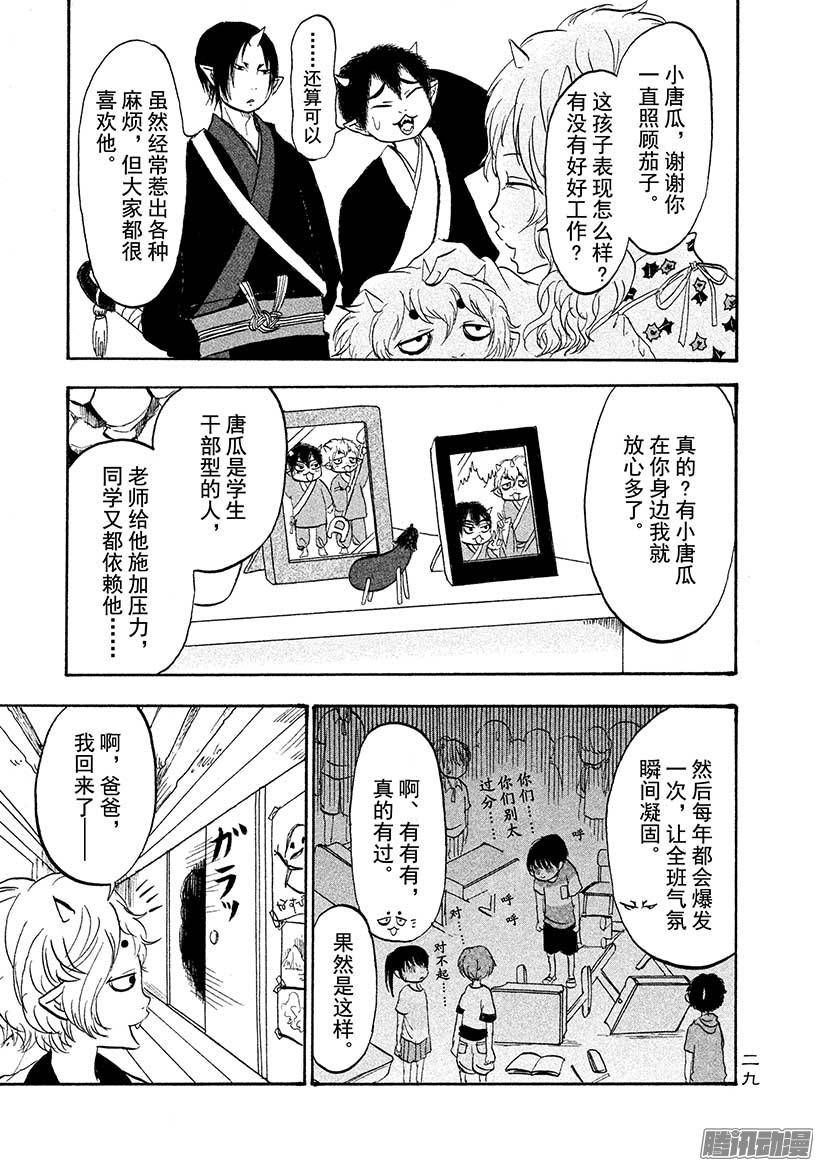 小唐瓜，谢谢你
一直照顾茄子。
这孩子表现怎么样？
有没有好好工作？
……还算可以
虽然经常惹出各种
麻烦，但大家都很
喜欢他。
真的？有小唐瓜
在你身边我就
放心多了。
唐瓜是学生
干部型的人，
老师给他施加压力，
同学又都依赖他……
然后每年都会爆发
一次，让全班气氛
瞬间凝固。
你们……
你们别太
过分……
呼
呼
呼
对……
对不起……
啊、有有有，
真的有过。
果然是这样。
啊，爸爸，
我回来了——
ガラッ
二九
腾讯动漫